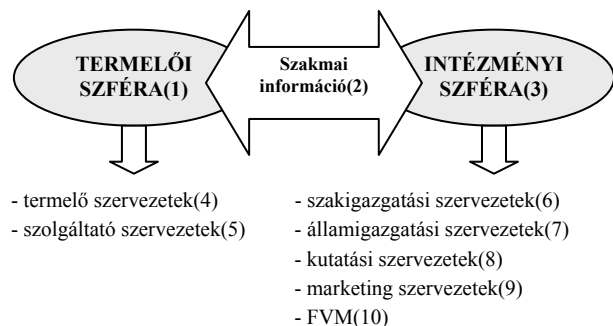 TERMELŐI
SZFÉRA(1)
Szakmai
információ(2)
INTÉZMÉNYI
SZFÉRA(3)
- termelő szervezetek(4)
- szolgáltató szervezetek(5)
- szakigazgatási szervezetek(6)
- államigazgatási szervezetek(7)
- kutatási szervezetek(8)
- marketing szervezetek(9)
- FVM(10)